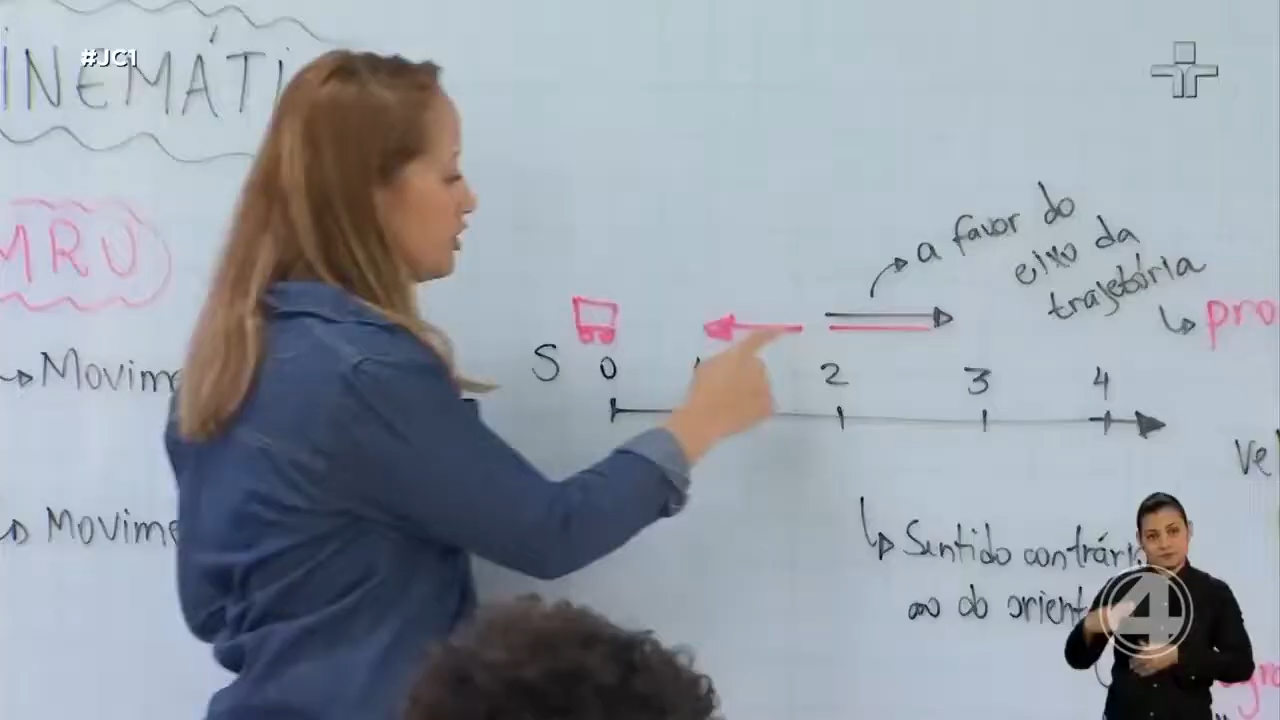 #JC1
INEMÁTI
MRU
a favor do
eixo da
trajetória
pro
Movim
S 0 2 3 4
Ve
Movime
Sentido contrári
ao do orient
4